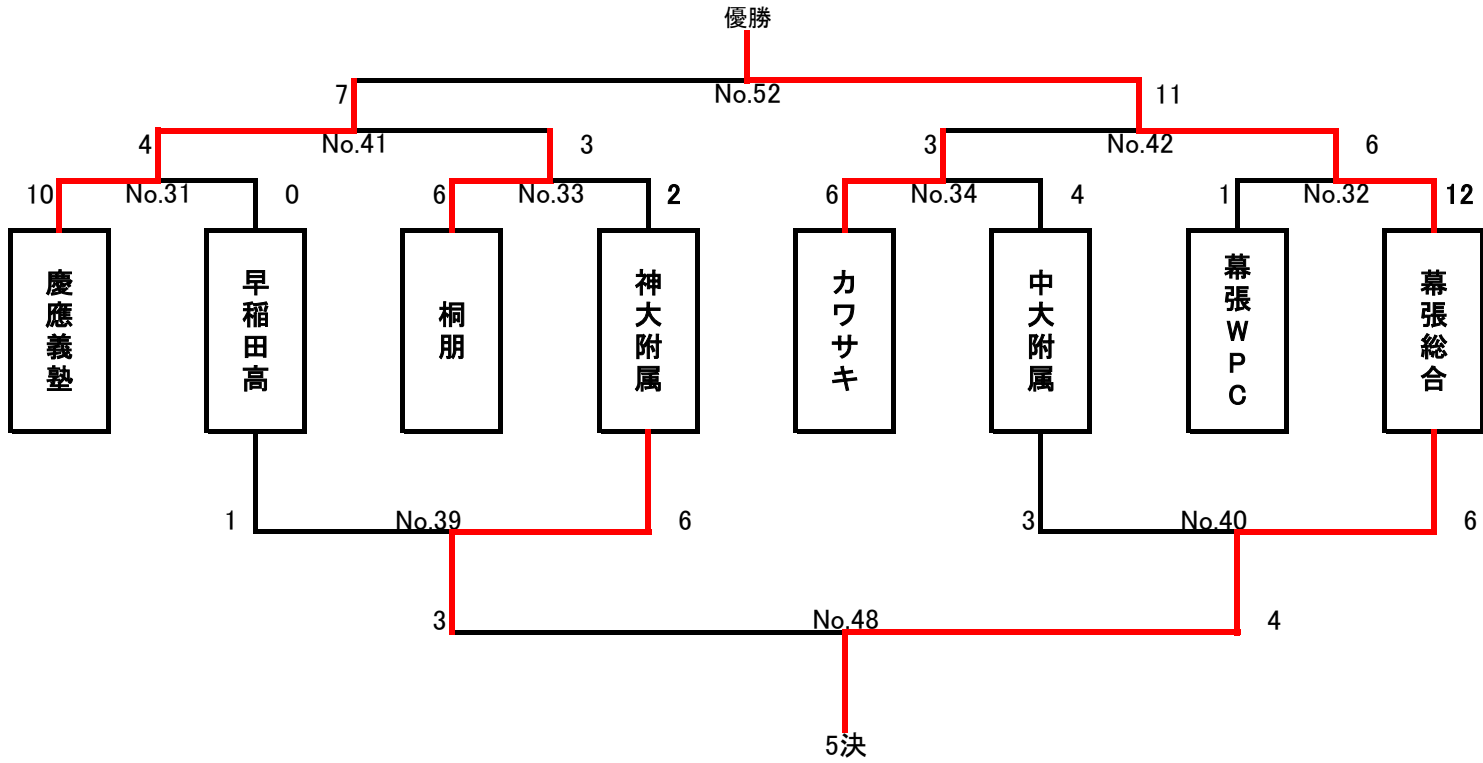 優勝
7
No.52
11
4
No.41
3
3
No.42
6
10
No.31
0
6
No.33
2
6
No.34
4
1
No.32
12
慶應義塾
早稲田高
桐朋
神大附属
カワサキ
中大附属
幕張WPC
幕張総合
1
No.39
6
3
No.40
6
3
No.48
4
5決